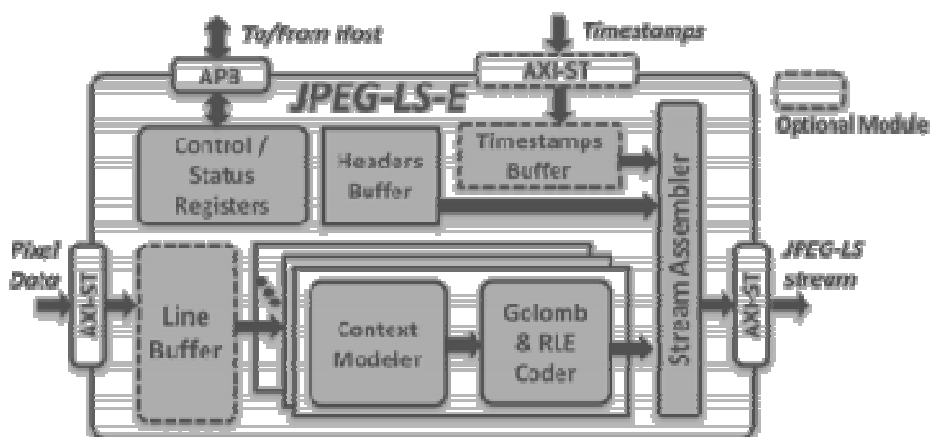 To/From Host
Timestamps
APB
AXI-ST
JPEG-LS-E
Optional Module
Control /
Status
Registers
Headers
Buffer
Timestamps
Buffer
Stream Assembler
Pixel
Data
AXI-ST
Line
Buffer
Context
Modeler
Golomb
& RLE
Coder
AXI-ST
JPEG-LS
stream